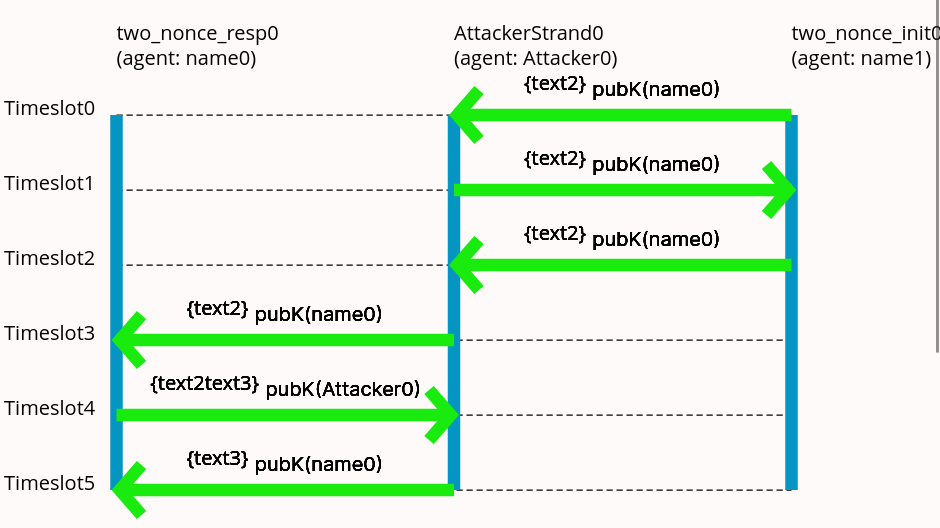 two_nonce_resp0 AttackerStrand0 two_nonce_init0
(agent: name0) (agent: Attacker0) (agent: name1)
{text2} pubK(name0)
Timeslot0
{text2} pubK(name0)
Timeslot1
{text2} pubK(name0)
Timeslot2
{text2} pubK(name0)
Timeslot3
{text2text3} pubK(Attacker0)
Timeslot4
{text3} pubK(name0)
Timeslot5